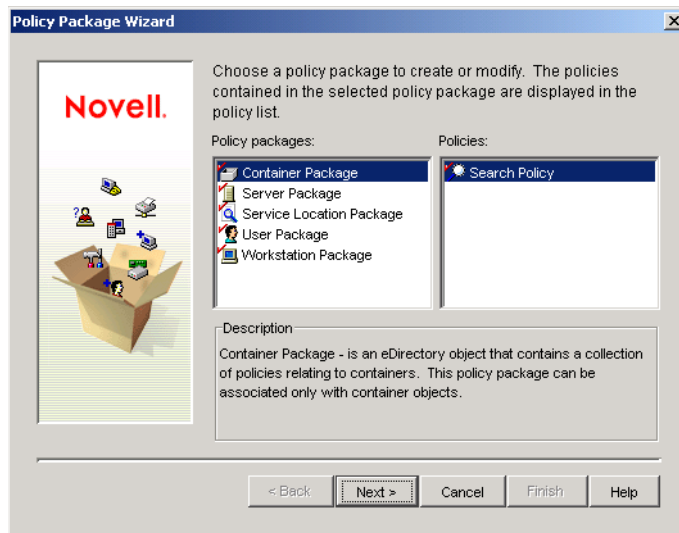 Policy Package Wizard
Novell.
Choose a policy package to create or modify. The policies
contained in the selected policy package are displayed in the
policy list.
Policy packages:
Policies:
Container Package
Server Package
Service Location Package
User Package
Workstation Package
Search Policy
Description
Container Package - is an eDirectory object that contains a collection
of policies relating to containers. This policy package can be
associated only with container objects.
< Back
Next >
Cancel
Finish
Help